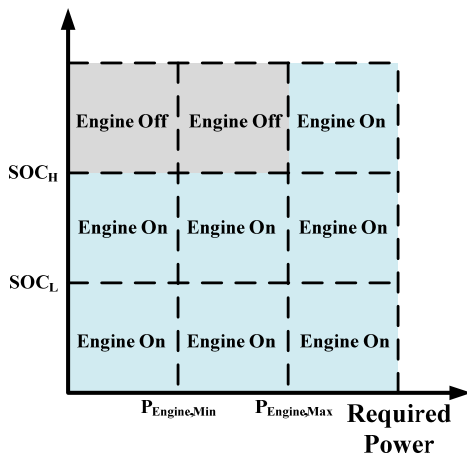 Engine Off Engine Off Engine On
SOC_H
Engine On Engine On Engine On
SOC_L
Engine On Engine On Engine On
P_Engine,Min P_Engine,Max
Required
Power